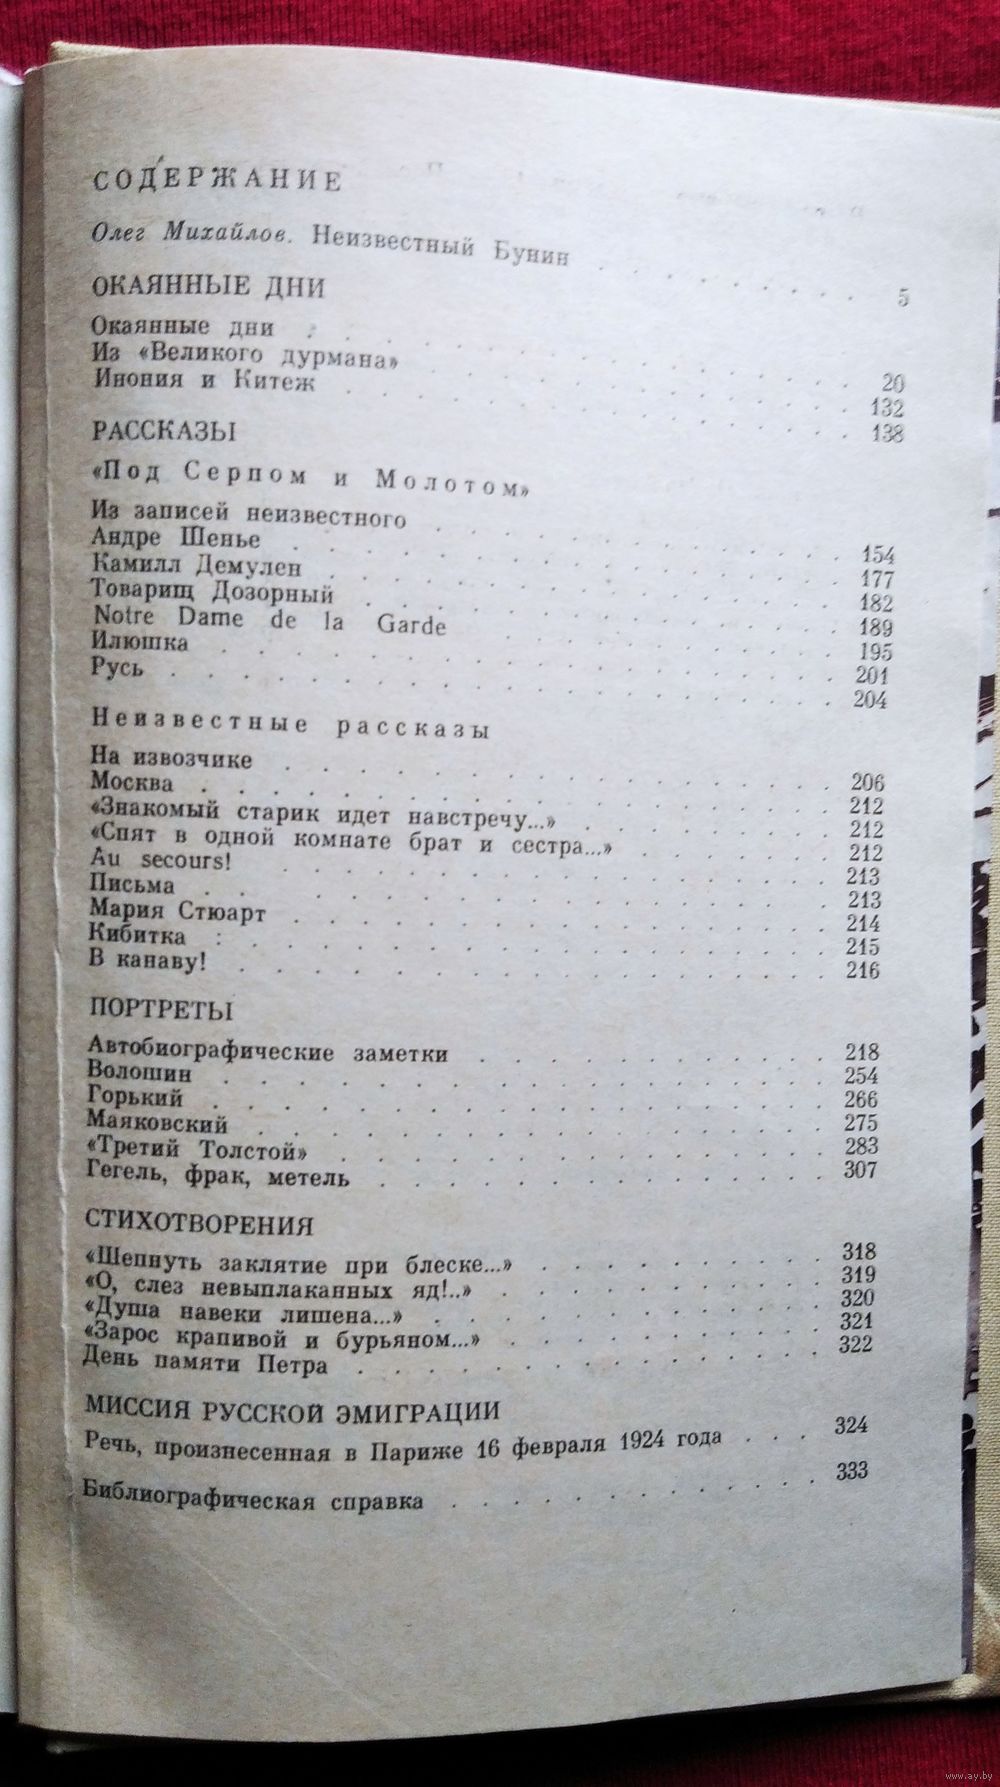 СОДЕРЖАНИЕ
Олег Михайлов. Неизвестный Бунин . . . . . . . . . 5
ОКАЯННЫЕ ДНИ
Окаянные дни . . . . . . . . . 20
Из «Великого дурмана» . . . . . . . . . 132
Инония и Китеж . . . . . . . . . 138
РАССКАЗЫ
«Под Серпом и Молотом»
Из записей неизвестного . . . . . . . . . 154
Андре Шенье . . . . . . . . . 177
Камилл Демулен . . . . . . . . . 182
Товарищ Дозорный . . . . . . . . . 189
Notre Dame de la Garde . . . . . . . . . 195
Илюшка . . . . . . . . . 201
Русь . . . . . . . . . 204
Неизвестные рассказы
На извозчике . . . . . . . . . 206
Москва . . . . . . . . . 212
«Знакомый старик идет навстречу...» . . . . . . . . . 212
«Спят в одной комнате брат и сестра...» . . . . . . . . . 212
Au secours! . . . . . . . . . 213
Письма . . . . . . . . . 213
Мария Стюарт . . . . . . . . . 214
Кибитка . . . . . . . . . 215
В канаву! . . . . . . . . . 216
ПОРТРЕТЫ
Автобиографические заметки . . . . . . . . . 218
Волошин . . . . . . . . . 254
Горький . . . . . . . . . 266
Маяковский . . . . . . . . . 275
«Третий Толстой» . . . . . . . . . 283
Гегель, фрак, метель . . . . . . . . . 307
СТИХОТВОРЕНИЯ
«Шепнуть заклятие при блеске...» . . . . . . . . . 318
«О, слез невыплаканных яд!..» . . . . . . . . . 319
«Душа навеки лишена...» . . . . . . . . . 320
«Зарос крапивой и бурьяном...» . . . . . . . . . 321
День памяти Петра . . . . . . . . . 322
МИССИЯ РУССКОЙ ЭМИГРАЦИИ
Речь, произнесенная в Париже 16 февраля 1924 года . . . 324
Библиографическая справка . . . . . . . . . 333
www.ay.by